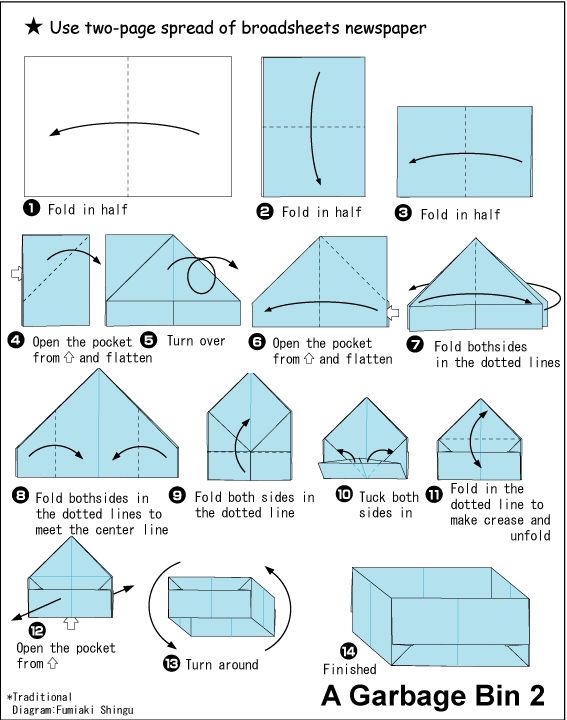 ★ Use two-page spread of broadsheets newspaper
1 Fold in half
2 Fold in half
3 Fold in half
4 Open the pocket
from ⇧ and flatten
5 Turn over
6 Open the pocket
from ⇧ and flatten
7 Fold bothsides
in the dotted lines
8 Fold bothsides in
the dotted lines to
meet the center line
9 Fold both sides in
the dotted line
10 Tuck both
sides in
11 Fold in the
dotted line to
make crease and
unfold
12
Open the pocket
from ⇧
13 Turn around
14
Finished
*Traditional
Diagram:Fumiaki Shingu
A Garbage Bin 2